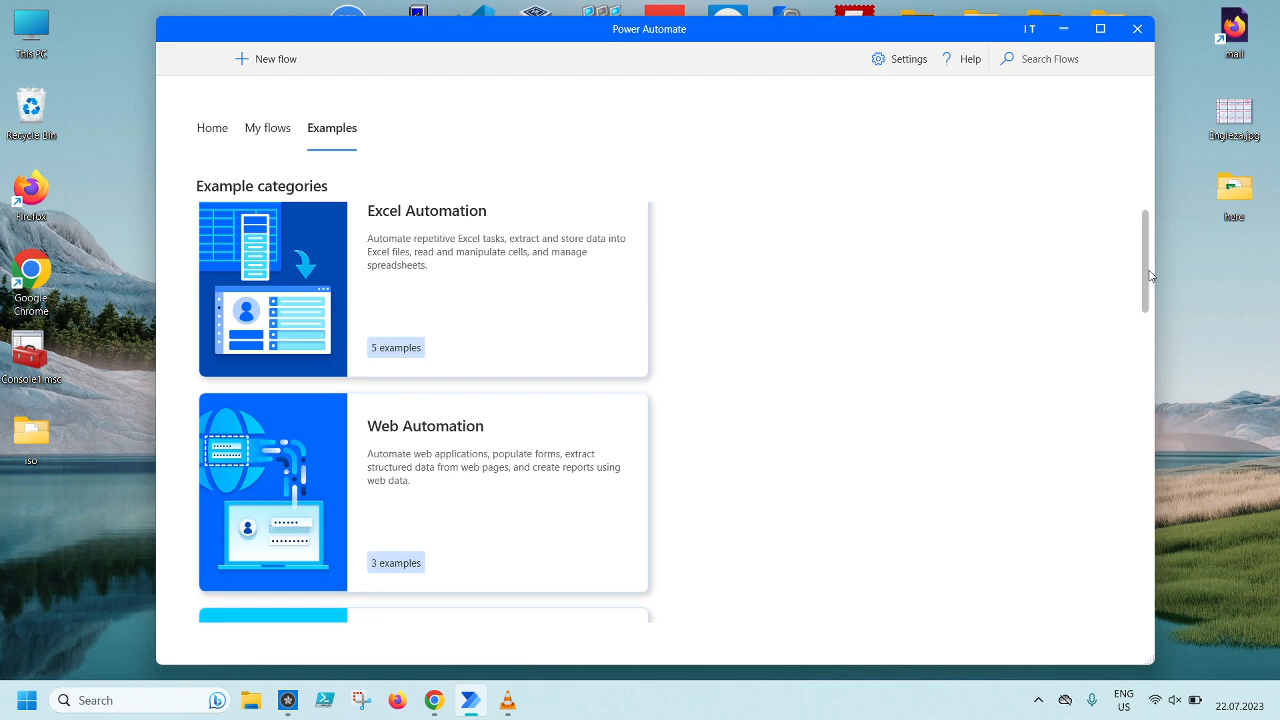 Power Automate
I T
New flow
Settings
Help
Search Flows
Home
My flows
Examples
Example categories
Excel Automation
Automate repetitive Excel tasks, extract and store data into
Excel files, read and manipulate cells, and manage
spreadsheets.
5 examples
Web Automation
Automate web applications, populate forms, extract
structured data from web pages, and create reports using
web data.
3 examples
This PC
Recycle Bin
Firefox
Google
Chrome
Console1.msc
iso
mail
Engleza.jpg
here
Search
ENG
US
22.07.2023